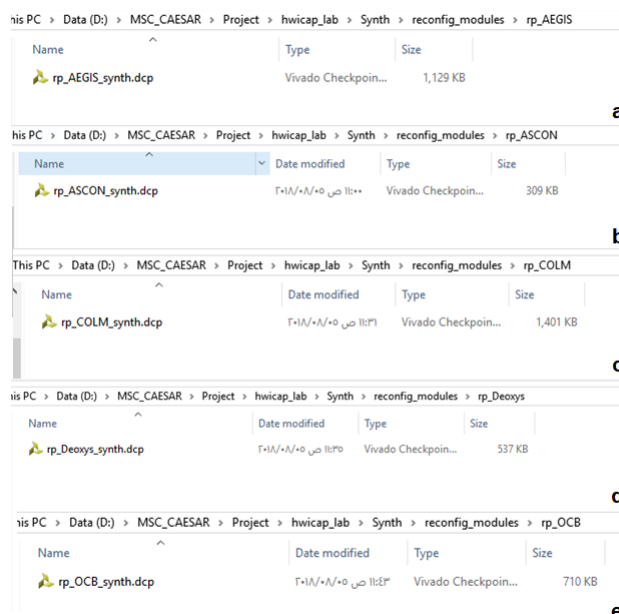 his PC > Data (D:) > MSC_CAESAR > Project > hwicap_lab > Synth > reconfig_modules > rp_AEGIS
Name Type Size
rp_AEGIS_synth.dcp Vivado Checkpoin... 1,129 KB
a
his PC > Data (D:) > MSC_CAESAR > Project > hwicap_lab > Synth > reconfig_modules > rp_ASCON
Name Date modified Type Size
rp_ASCON_synth.dcp ٢٠١٨/٠٨/٠٥ ص ١١:٠٠ Vivado Checkpoin... 309 KB
b
This PC > Data (D:) > MSC_CAESAR > Project > hwicap_lab > Synth > reconfig_modules > rp_COLM
Name Date modified Type Size
rp_COLM_synth.dcp ٢٠١٨/٠٨/٠٥ ص ١١:٣١ Vivado Checkpoin... 1,401 KB
c
is PC > Data (D:) > MSC_CAESAR > Project > hwicap_lab > Synth > reconfig_modules > rp_Deoxys
Name Date modified Type Size
rp_Deoxys_synth.dcp ٢٠١٨/٠٨/٠٥ ص ١١:٣٥ Vivado Checkpoin... 537 KB
d
his PC > Data (D:) > MSC_CAESAR > Project > hwicap_lab > Synth > reconfig_modules > rp_OCB
Name Date modified Type Size
rp_OCB_synth.dcp ٢٠١٨/٠٨/٠٥ ص ١١:٤٣ Vivado Checkpoin... 710 KB
e